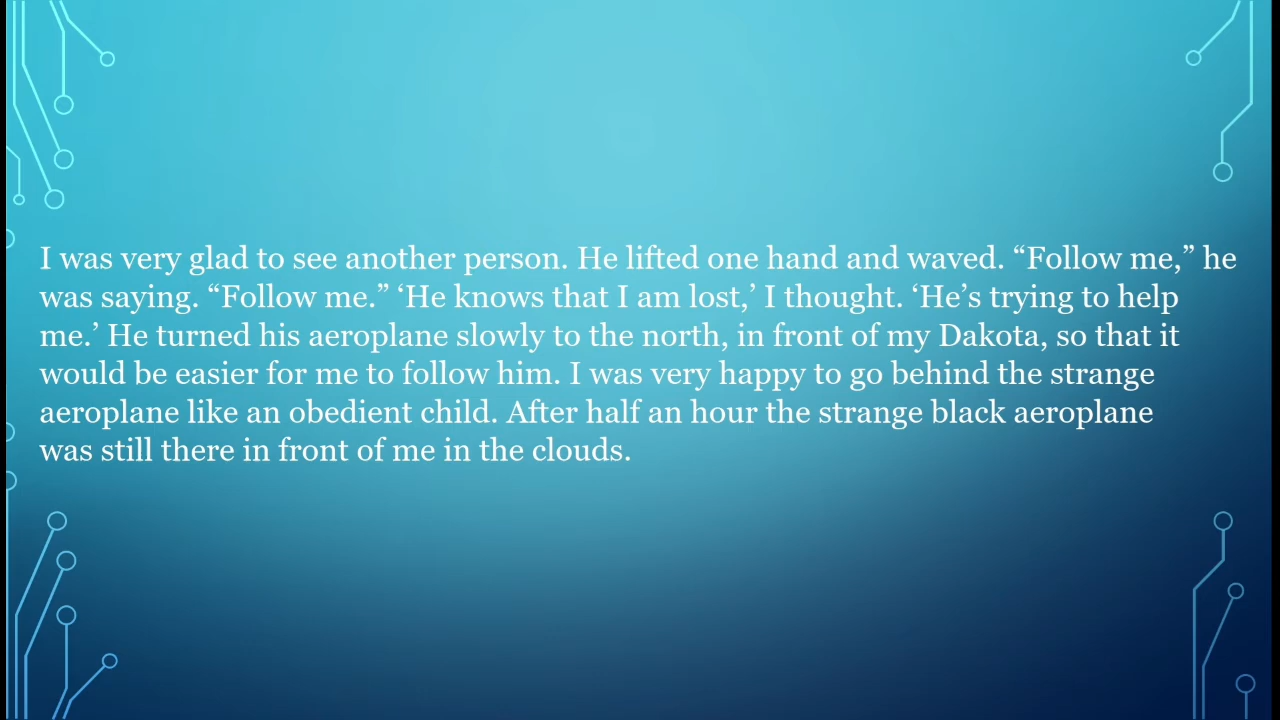 I was very glad to see another person. He lifted one hand and waved. “Follow me,” he
was saying. “Follow me.” ‘He knows that I am lost,’ I thought. ‘He’s trying to help
me.’ He turned his aeroplane slowly to the north, in front of my Dakota, so that it
would be easier for me to follow him. I was very happy to go behind the strange
aeroplane like an obedient child. After half an hour the strange black aeroplane
was still there in front of me in the clouds.